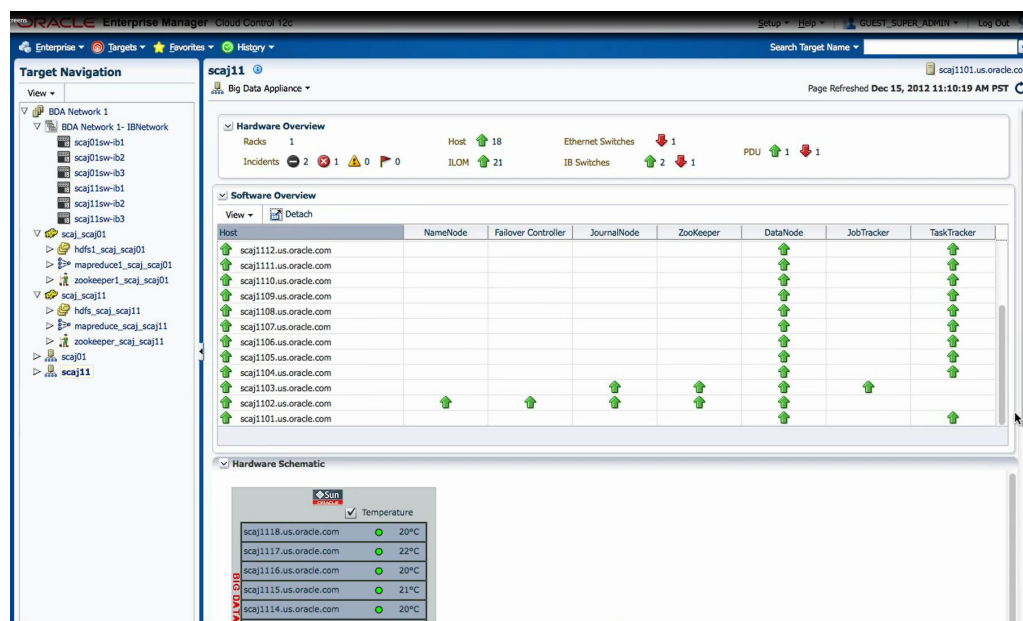 ORACLE Enterprise Manager Cloud Control 12c
Setup Help GUEST_SUPER_ADMIN Log Out
Enterprise Targets Favorites History Search Target Name
Target Navigation
View
BDA Network 1
BDA Network 1- IBNetwork
scaj01sw-ib1
scaj01sw-ib2
scaj01sw-ib3
scaj11sw-ib1
scaj11sw-ib2
scaj11sw-ib3
scaj_scaj01
hdfs1_scaj_scaj01
mapreduce1_scaj_scaj01
zookeeper1_scaj_scaj01
scaj_scaj11
hdfs_scaj_scaj11
mapreduce_scaj_scaj11
zookeeper_scaj_scaj11
scaj01
scaj11
scaj11 scaj1101.us.oracle.co
Big Data Appliance Page Refreshed Dec 15, 2012 11:10:19 AM PST
Hardware Overview
Racks 1 Host 18 Ethernet Switches 1 PDU 1 1
Incidents 2 1 0 0 ILOM 21 IB Switches 2 1
Software Overview
View Detach
Host NameNode Failover Controller JournalNode ZooKeeper DataNode JobTracker TaskTracker
scaj1112.us.oracle.com
scaj1111.us.oracle.com
scaj1110.us.oracle.com
scaj1109.us.oracle.com
scaj1108.us.oracle.com
scaj1107.us.oracle.com
scaj1106.us.oracle.com
scaj1105.us.oracle.com
scaj1104.us.oracle.com
scaj1103.us.oracle.com
scaj1102.us.oracle.com
scaj1101.us.oracle.com
Hardware Schematic
Sun
ORACLE
Temperature
scaj1118.us.oracle.com 20°C
scaj1117.us.oracle.com 22°C
scaj1116.us.oracle.com 20°C
scaj1115.us.oracle.com 21°C
scaj1114.us.oracle.com 20°C
BIG DATA